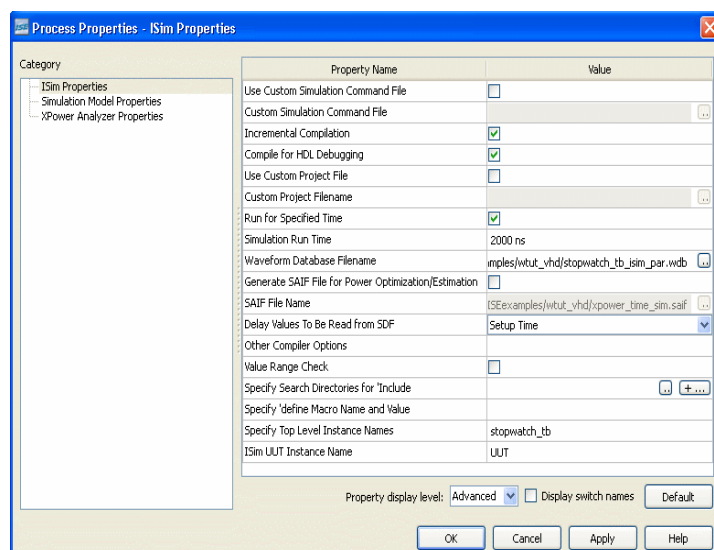 ISE Process Properties - ISim Properties
Category
ISim Properties
Simulation Model Properties
XPower Analyzer Properties
Property Name Value
Use Custom Simulation Command File
Custom Simulation Command File ..
Incremental Compilation
Compile for HDL Debugging
Use Custom Project File
Custom Project Filename ..
Run for Specified Time
Simulation Run Time 2000 ns
Waveform Database Filename mples/wtut_vhd/stopwatch_tb_isim_par.wdb ..
Generate SAIF File for Power Optimization/Estimation
SAIF File Name ISEexamples/wtut_vhd/xpower_time_sim.saif ..
Delay Values To Be Read from SDF Setup Time
Other Compiler Options
Value Range Check
Specify Search Directories for 'Include .. + ...
Specify 'define Macro Name and Value
Specify Top Level Instance Names stopwatch_tb
ISim UUT Instance Name UUT
Property display level: Advanced Display switch names Default
OK Cancel Apply Help